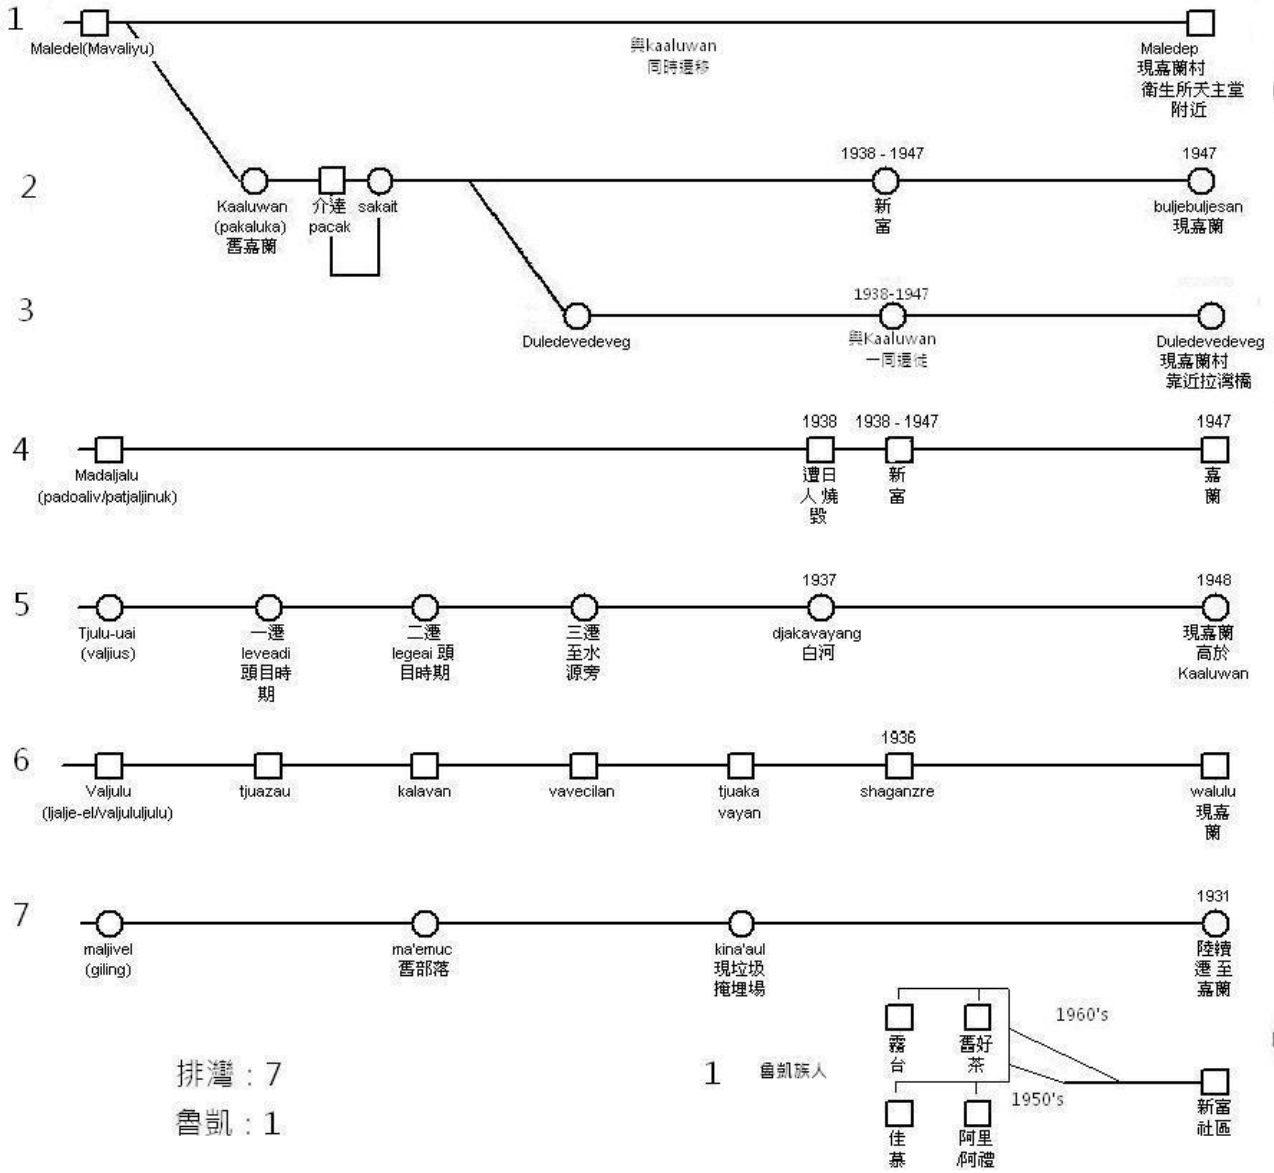 1
Maledel(Mavaliyu)
與kaaluwan
同時遷移
Maledep
現嘉蘭村
衛生所天主堂
附近
2
Kaaluwan
(pakaluka)
舊嘉蘭
介達
pacak
sakait
1938 - 1947
新
富
1947
buljebuljesan
現嘉蘭
3
Duledevedeveg
1938-1947
與Kaaluwan
一同遷徙
Duledevedeveg
現嘉蘭村
靠近拉灣橋
4
Madaljalu
(padoaliv/patjaljinuk)
1938
遭日
人燒
毀
1938 - 1947
新
富
1947
嘉
蘭
5
Tjulu-uai
(valjius)
一遷
leveadi
頭目時
期
二遷
legeai 頭
目時期
三遷
至水
源旁
1937
djakavayang
白河
1948
現嘉蘭
高於
Kaaluwan
6
Valjulu
(ljalje-el/valjululjulu)
tjuazau
kalavan
vavecilan
tjuaka
vayan
1936
shaganzre
walulu
現嘉
蘭
7
maljivel
(giling)
ma'emuc
舊部落
kina'aul
現垃圾
掩埋場
1931
陸續
遷至
嘉蘭
排灣：7
魯凱：1
1
魯凱族人
霧
台
舊好
茶
1960's
佳
慕
阿里
/阿禮
1950's
新富
社區